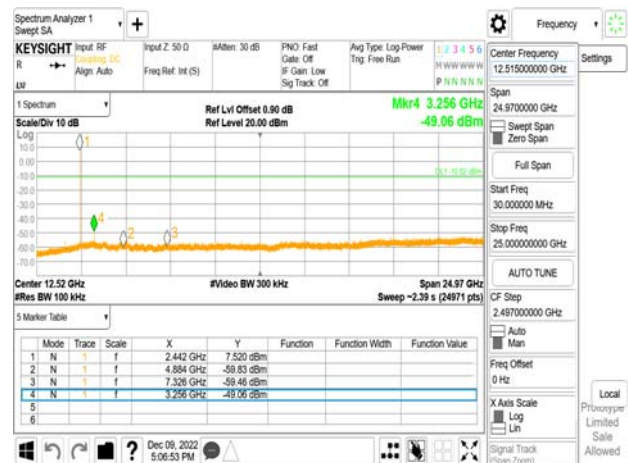 Spectrum Analyzer 1
Swept SA
Frequency
KEYSIGHT
R
LXI
Input: RF
Coupling: DC
Align: Auto
Input Z: 50 Ω
Freq Ref: Int (S)
#Atten: 30 dB
PNO: Fast
Gate: Off
IF Gain: Low
Sig Track: Off
Avg Type: Log-Power
Trig: Free Run
1 2 3 4 5 6
M W W W W W
P N N N N N
Center Frequency
12.515000000 GHz
Settings
1 Spectrum
Scale/Div 10 dB
Ref Lvl Offset 0.90 dB
Ref Level 20.00 dBm
Mkr4 3.256 GHz
-49.06 dBm
Span
24.9700000 GHz
Swept Span
Zero Span
Full Span
Start Freq
30.000000 MHz
Stop Freq
25.000000000 GHz
AUTO TUNE
CF Step
2.497000000 GHz
Auto
Man
Freq Offset
0 Hz
X Axis Scale
Log
Lin
Signal Track
(Span Zoom)
Local
Prototype
Limited
Sale
Allowed
Log
10.0
0.00
-10.0
-20.0
-30.0
-40.0
-50.0
-60.0
-70.0
1
4
2
3
DL1 -10.02 dBm
Center 12.52 GHz
#Res BW 100 kHz
#Video BW 300 kHz
Span 24.97 GHz
Sweep ~2.39 s (24971 pts)
5 Marker Table
Mode Trace Scale X Y Function Function Width Function Value
1 N 1 f 2.442 GHz 7.520 dBm
2 N 1 f 4.884 GHz -59.83 dBm
3 N 1 f 7.326 GHz -59.46 dBm
4 N 1 f 3.256 GHz -49.06 dBm
5
6
Dec 09, 2022
5:06:53 PM